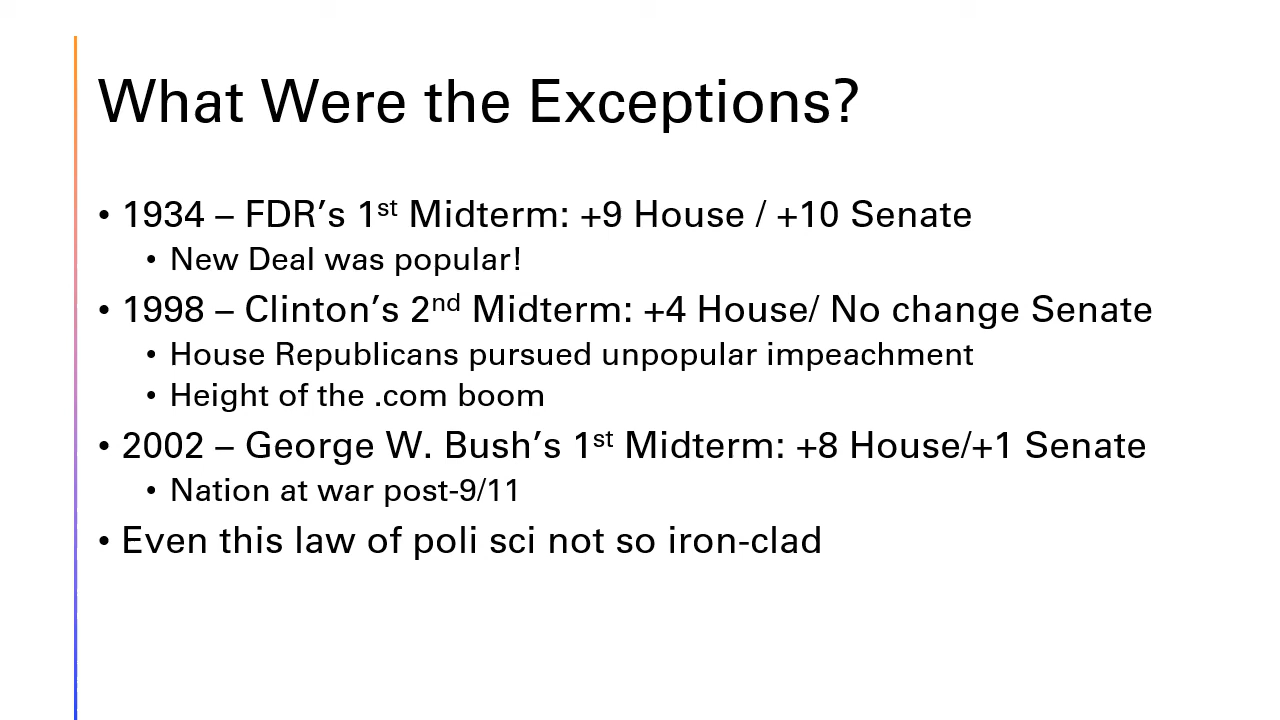 What Were the Exceptions?
• 1934 – FDR’s 1st Midterm: +9 House / +10 Senate
• New Deal was popular!
• 1998 – Clinton’s 2nd Midterm: +4 House/ No change Senate
• House Republicans pursued unpopular impeachment
• Height of the .com boom
• 2002 – George W. Bush’s 1st Midterm: +8 House/+1 Senate
• Nation at war post-9/11
• Even this law of poli sci not so iron-clad